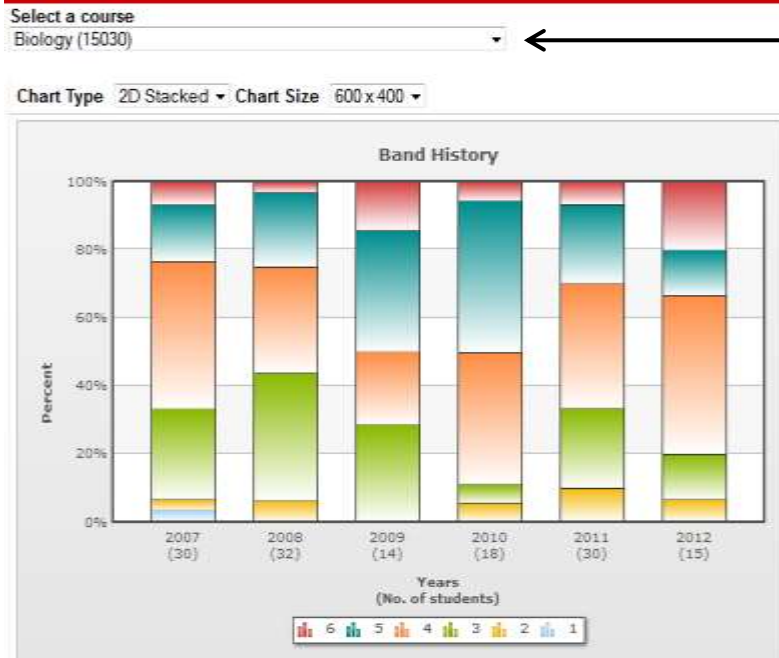 Select a course
Biology (15030)
Chart Type 2D Stacked Chart Size 600 x 400
Band History
100%
80%
60%
40%
20%
0%
Percent
2007 2008 2009 2010 2011 2012
(30) (32) (14) (18) (30) (15)
Years
(No. of students)
6 5 4 3 2 1